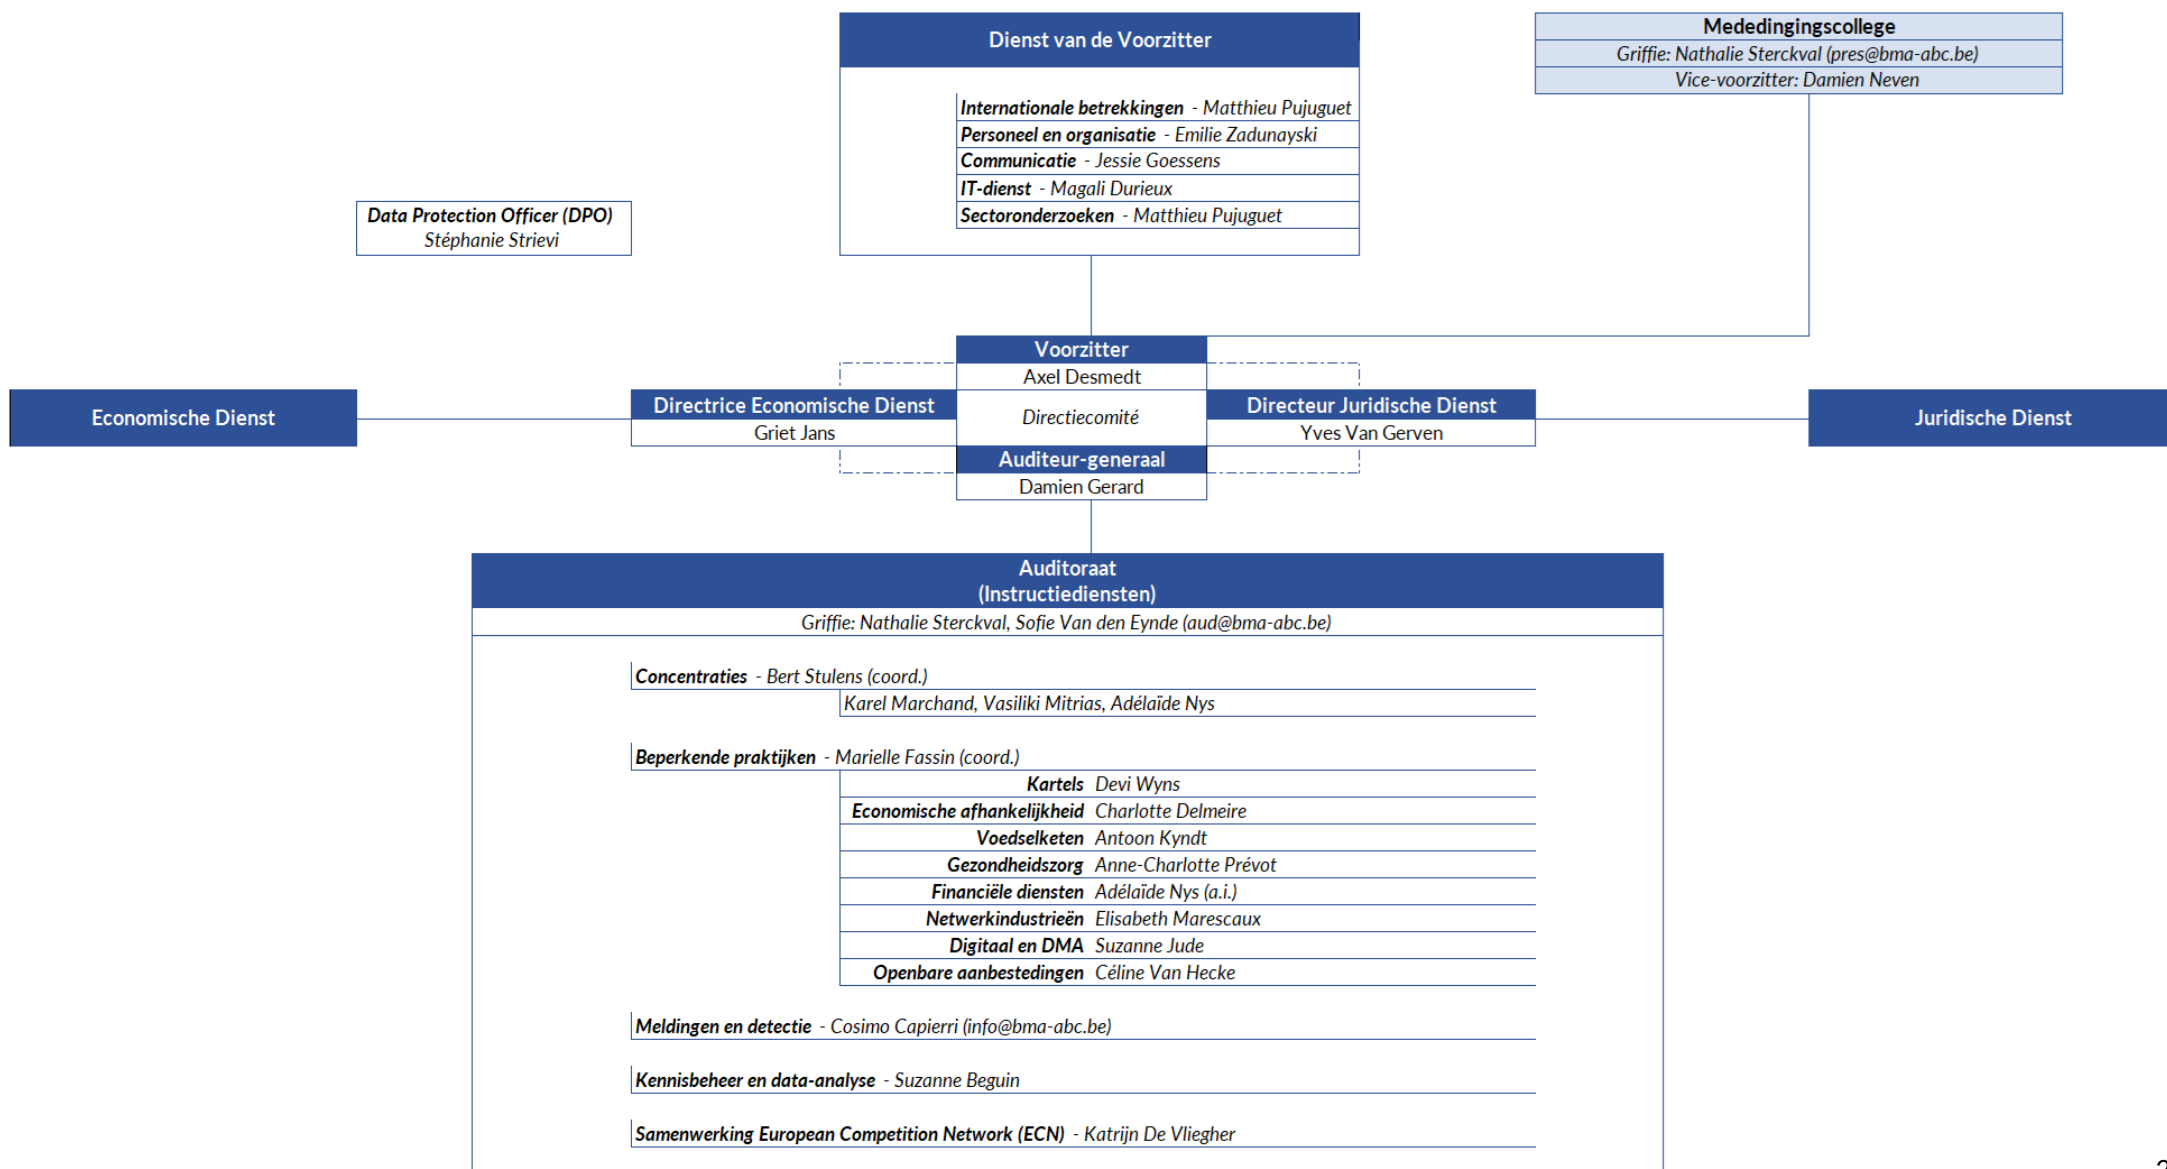 Dienst van de Voorzitter
Internationale betrekkingen - Matthieu Pujuguet
Personeel en organisatie - Emilie Zadunayski
Communicatie - Jessie Goessens
IT-dienst - Magali Durieux
Sectoronderzoeken - Matthieu Pujuguet
Mededingingscollege
Griffie: Nathalie Sterckval (pres@bma-abc.be)
Vice-voorzitter: Damien Neven
Data Protection Officer (DPO)
Stéphanie Strievi
Voorzitter
Axel Desmedt
Economische Dienst
Directrice Economische Dienst
Griet Jans
Directiecomité
Directeur Juridische Dienst
Yves Van Gerven
Juridische Dienst
Auditeur-generaal
Damien Gerard
Auditoraat
(Instructiediensten)
Griffie: Nathalie Sterckval, Sofie Van den Eynde (aud@bma-abc.be)
Concentraties - Bert Stulens (coord.)
Karel Marchand, Vasiliki Mitrias, Adélaïde Nys
Beperkende praktijken - Marielle Fassin (coord.)
Kartels Devi Wyns
Economische afhankelijkheid Charlotte Delmeire
Voedselketen Antoon Kyndt
Gezondheidszorg Anne-Charlotte Prévot
Financiële diensten Adélaïde Nys (a.i.)
Netwerkindustrieën Elisabeth Marescaux
Digitaal en DMA Suzanne Jude
Openbare aanbestedingen Céline Van Hecke
Meldingen en detectie - Cosimo Capierri (info@bma-abc.be)
Kennisbeheer en data-analyse - Suzanne Beguin
Samenwerking European Competition Network (ECN) - Katrijn De Vliegher